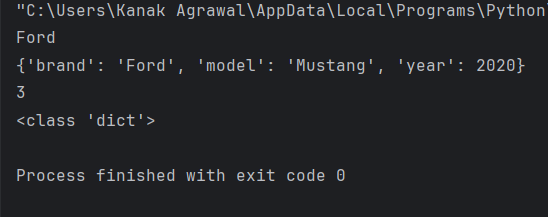 "C:\Users\Kanak Agrawal\AppData\Local\Programs\Python\
Ford
{'brand': 'Ford', 'model': 'Mustang', 'year': 2020}
3
<class 'dict'>
Process finished with exit code 0